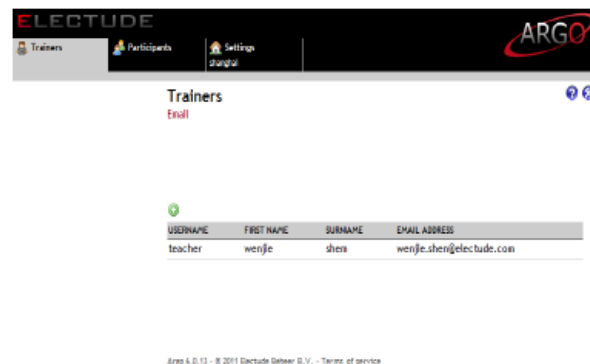 ELECTUDE
ARGO
Trainers Participants Settings
shanghai
Trainers
Email
USERNAME FIRST NAME SURNAME EMAIL ADDRESS
teacher wenjie shen wenjie.shen@electude.com
Argo 4.0.13 - © 2011 Electude Beheer B.V. - Terms of service